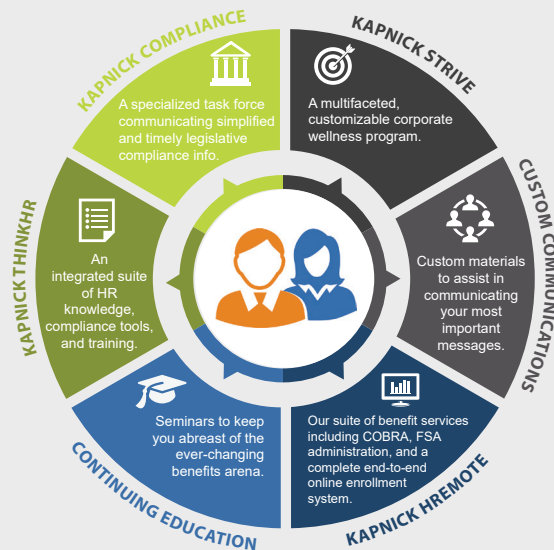 KAPNICK COMPLIANCE
A specialized task force
communicating simplified
and timely legislative
compliance info.
KAPNICK STRIVE
A multifaceted,
customizable corporate
wellness program.
CUSTOM COMMUNICATIONS
Custom materials
to assist in
communicating
your most
important
messages.
KAPNICK HREMOTE
Our suite of benefit services
including COBRA, FSA
administration, and a
complete end-to-end
online enrollment
system.
CONTINUING EDUCATION
Seminars to keep
you abreast of the
ever-changing
benefits arena.
KAPNICK THINKHR
An
integrated suite
of HR
knowledge,
compliance tools,
and training.